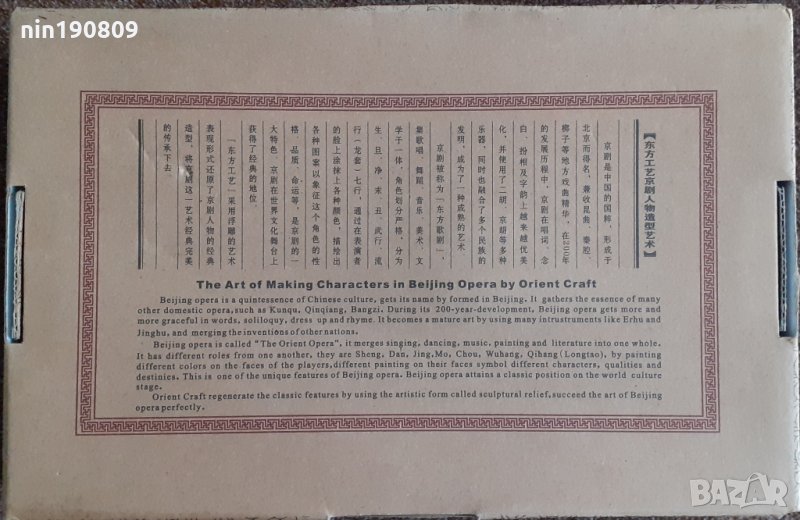 nin190809
【东方工艺京剧人物造型艺术】
京剧是中国的国粹，形成于
北京而得名，兼收昆曲、秦腔、
梆子等地方戏曲精华，在200年
的发展历程中，京剧在唱词、念
白、扮相及字韵上越来越优美
化，并使用了二胡、京胡等多种
乐器，同时也融合了多个民族的
发明，成为了一种成熟的艺术。
京剧被称为“东方歌剧”，
集歌唱、舞蹈、音乐、美术、文
学于一体，角色划分严格，分为
生、旦、净、末、丑、武行、流
行（龙套）七行，通过在表演者
的脸上涂抹上各种颜色，描绘出
各种图案以象征这个角色的性
格、品质、命运等，是京剧的一
大特色，京剧在世界文化舞台上
获得了经典的地位。
“东方工艺”采用浮雕的艺术
表现形式还原了京剧人物的经典
造型，将京剧这一艺术经典完美
的传承下去。
The Art of Making Characters in Beijing Opera by Orient Craft
Beijing opera is a quintessence of Chinese culture, gets its name by formed in Beijing. It gathers the essence of many
other domestic opera,such as Kunqu, Qinqiang, Bangzi. During its 200-year-development, Beijing opera gets more and
more graceful in words, soliloquy, dress up and rhyme. It becomes a mature art by using many intrustruments like Erhu and
Jinghu, and merging the inventions of other nations.
Beijing opera is called "The Orient Opera", it merges singing, dancing, music, painting and literature into one whole.
It has different roles from one another, they are Sheng, Dan, Jing,Mo, Chou, Wuhang, Qihang(Longtao), by painting
different colors on the faces of the players,different painting on their faces symbol different characters, qualities and
destinies. This is one of the unique features of Beijing opera. Beijing opera attains a classic position on the world culture
stage.
Orient Craft regenerate the classic features by using the artistic form called sculptural relief,succeed the art of Beijing
opera perfectly.
BAZAR